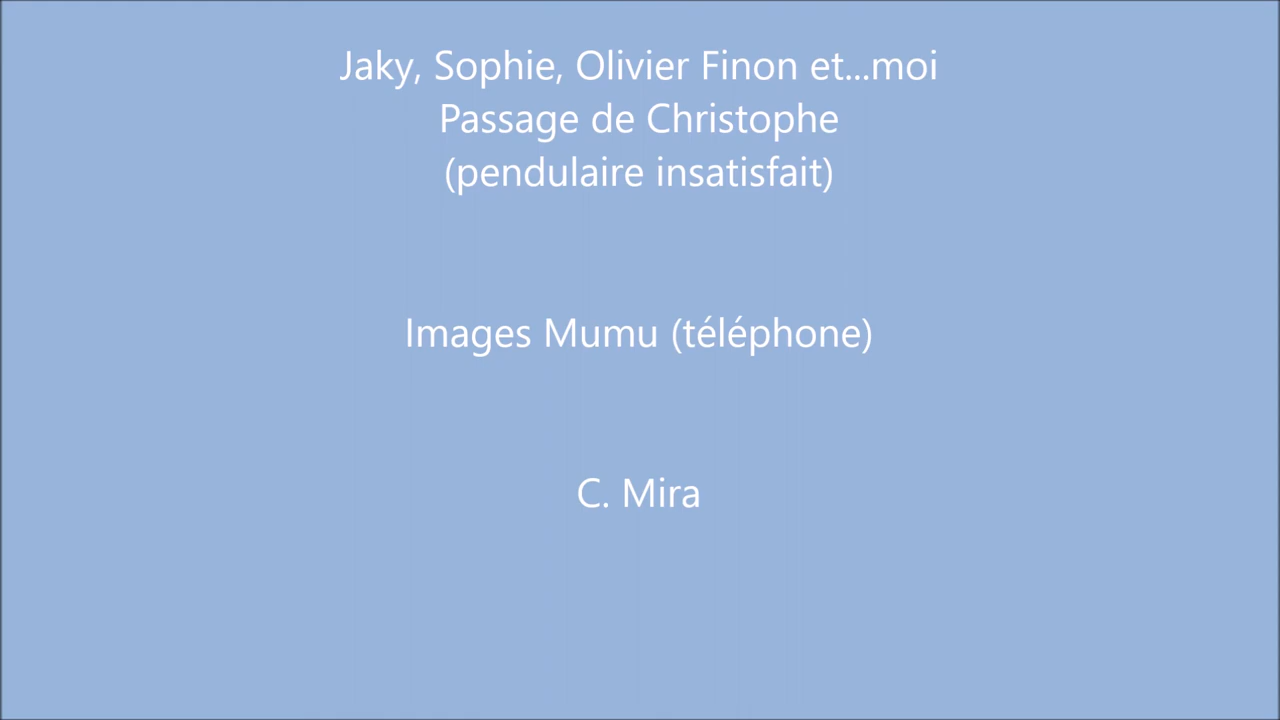 Jaky, Sophie, Olivier Finon et...moi
Passage de Christophe
(pendulaire insatisfait)
Images Mumu (téléphone)
C. Mira